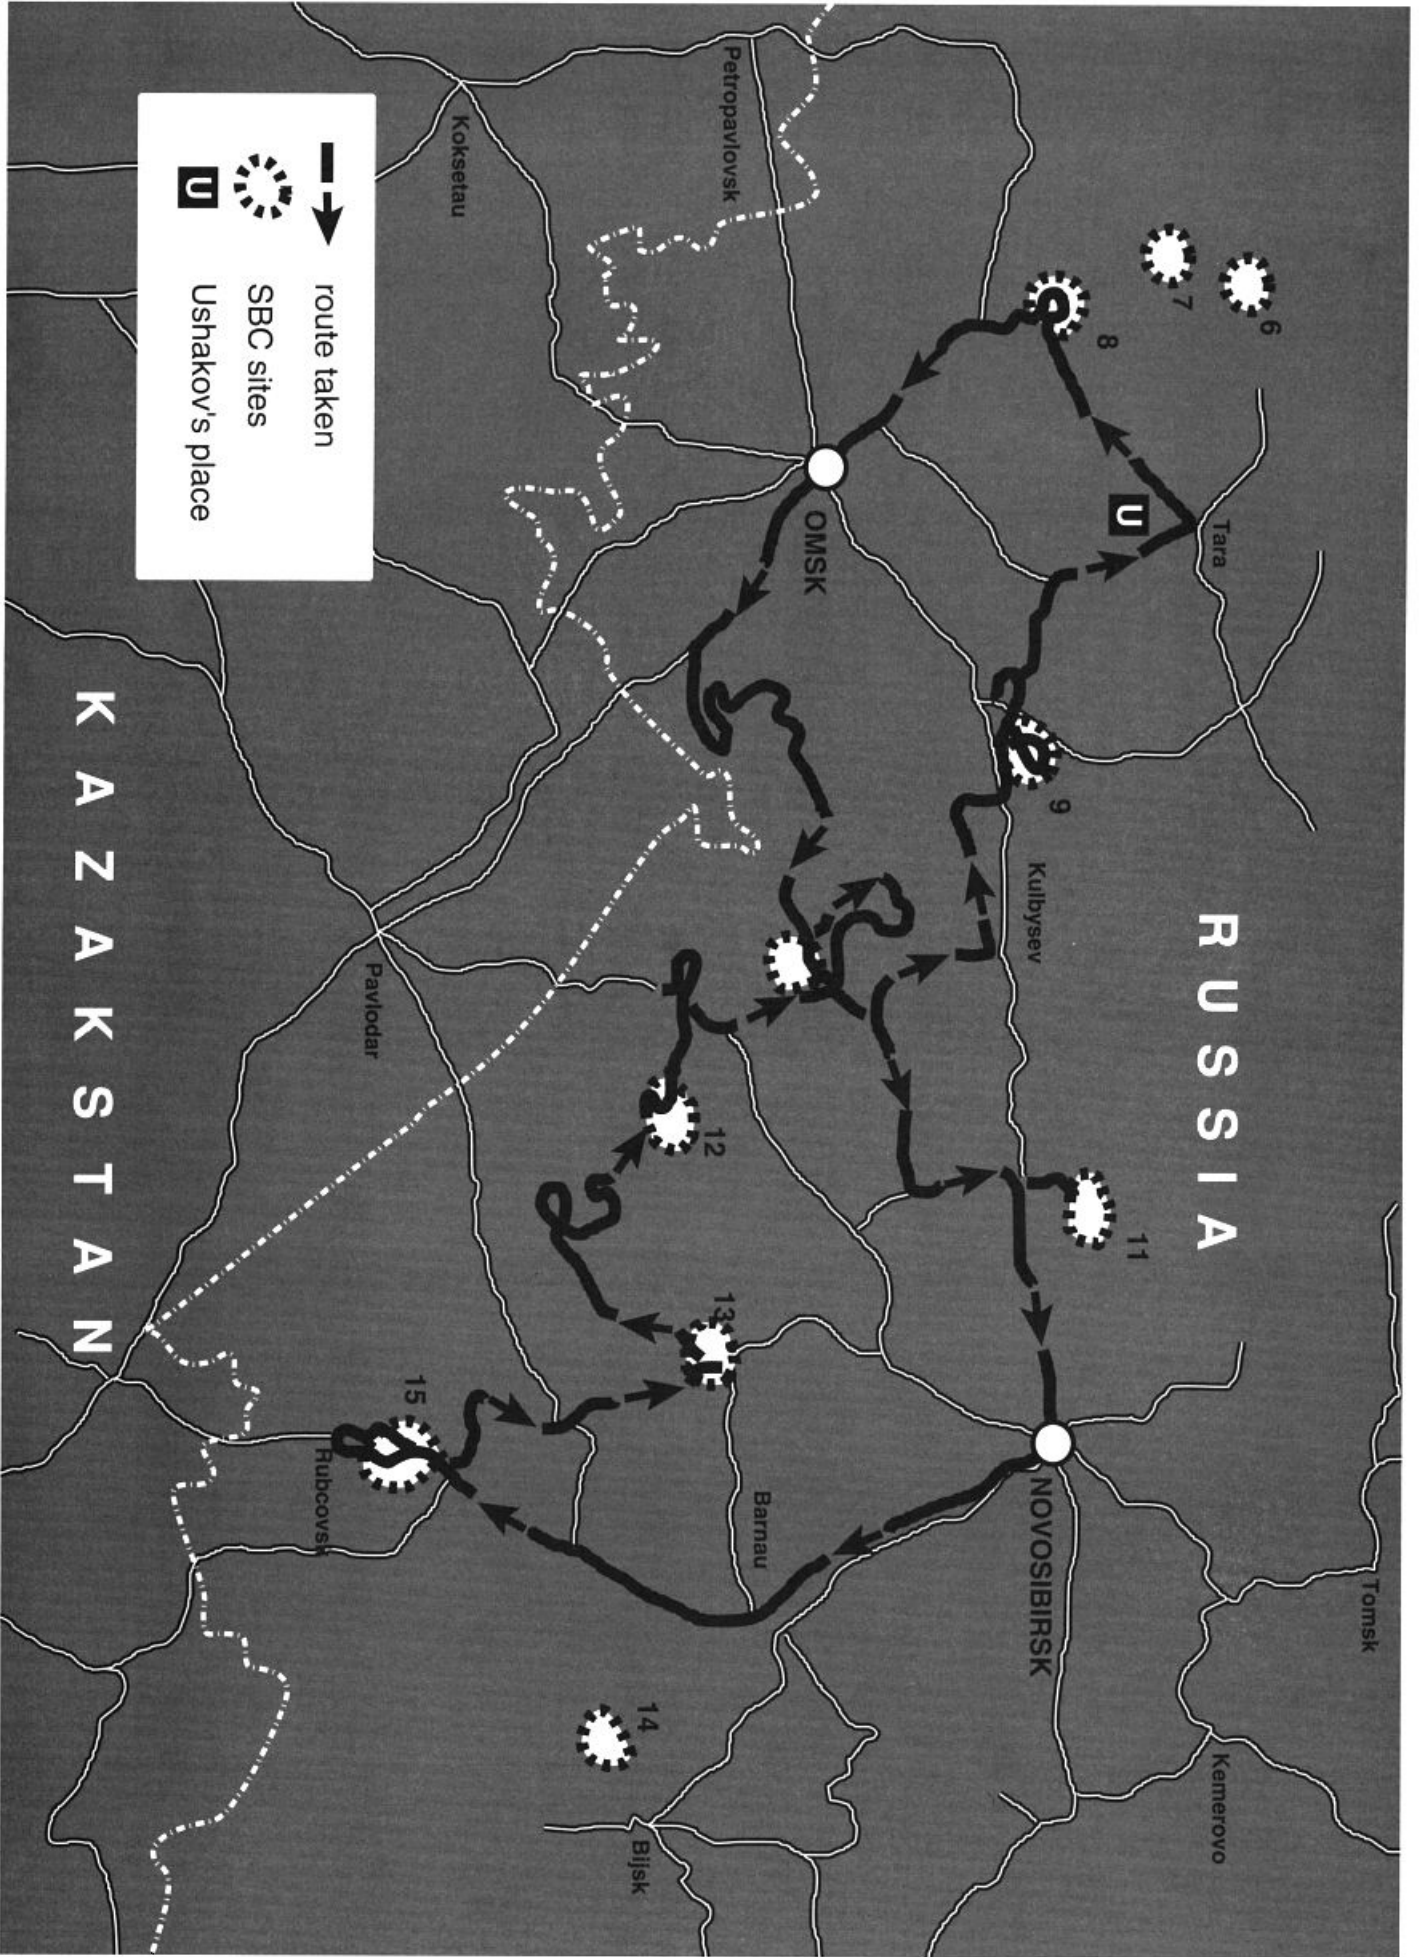 RUSSIA
KAZAKSTAN
6
7
8
9
11
12
13
14
15
Tara
Tomsk
Kemerovo
Kulbysev
NOVOSIBIRSK
OMSK
Petropavlovsk
Barnau
Bijsk
Koksetau
Pavlodar
Rubcovsk
U
route taken
SBC sites
U
Ushakov's place